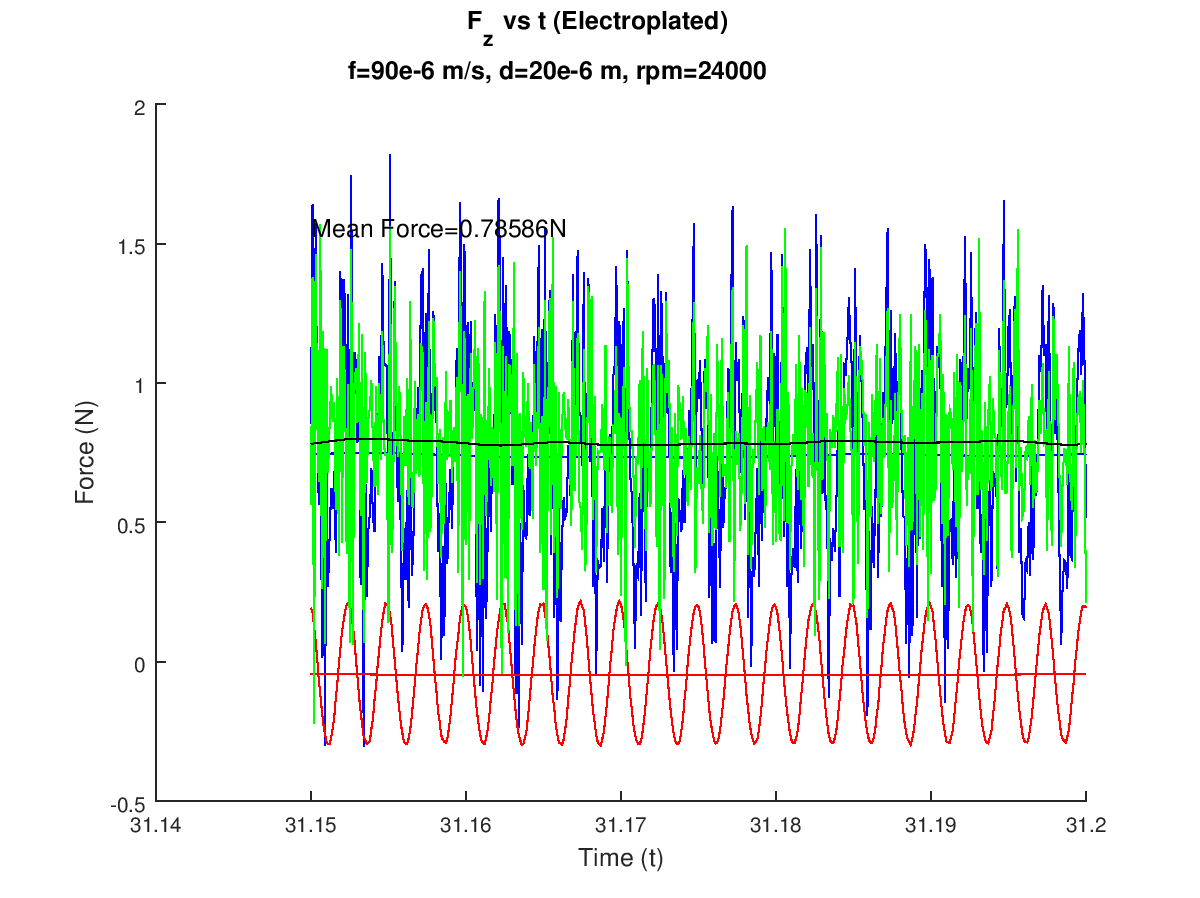 F_z vs t (Electroplated)
f=90e-6 m/s, d=20e-6 m, rpm=24000
2
Mean Force=0.78586N
1.5
1
0.5
0
-0.5
Force (N)
31.14 31.15 31.16 31.17 31.18 31.19 31.2
Time (t)